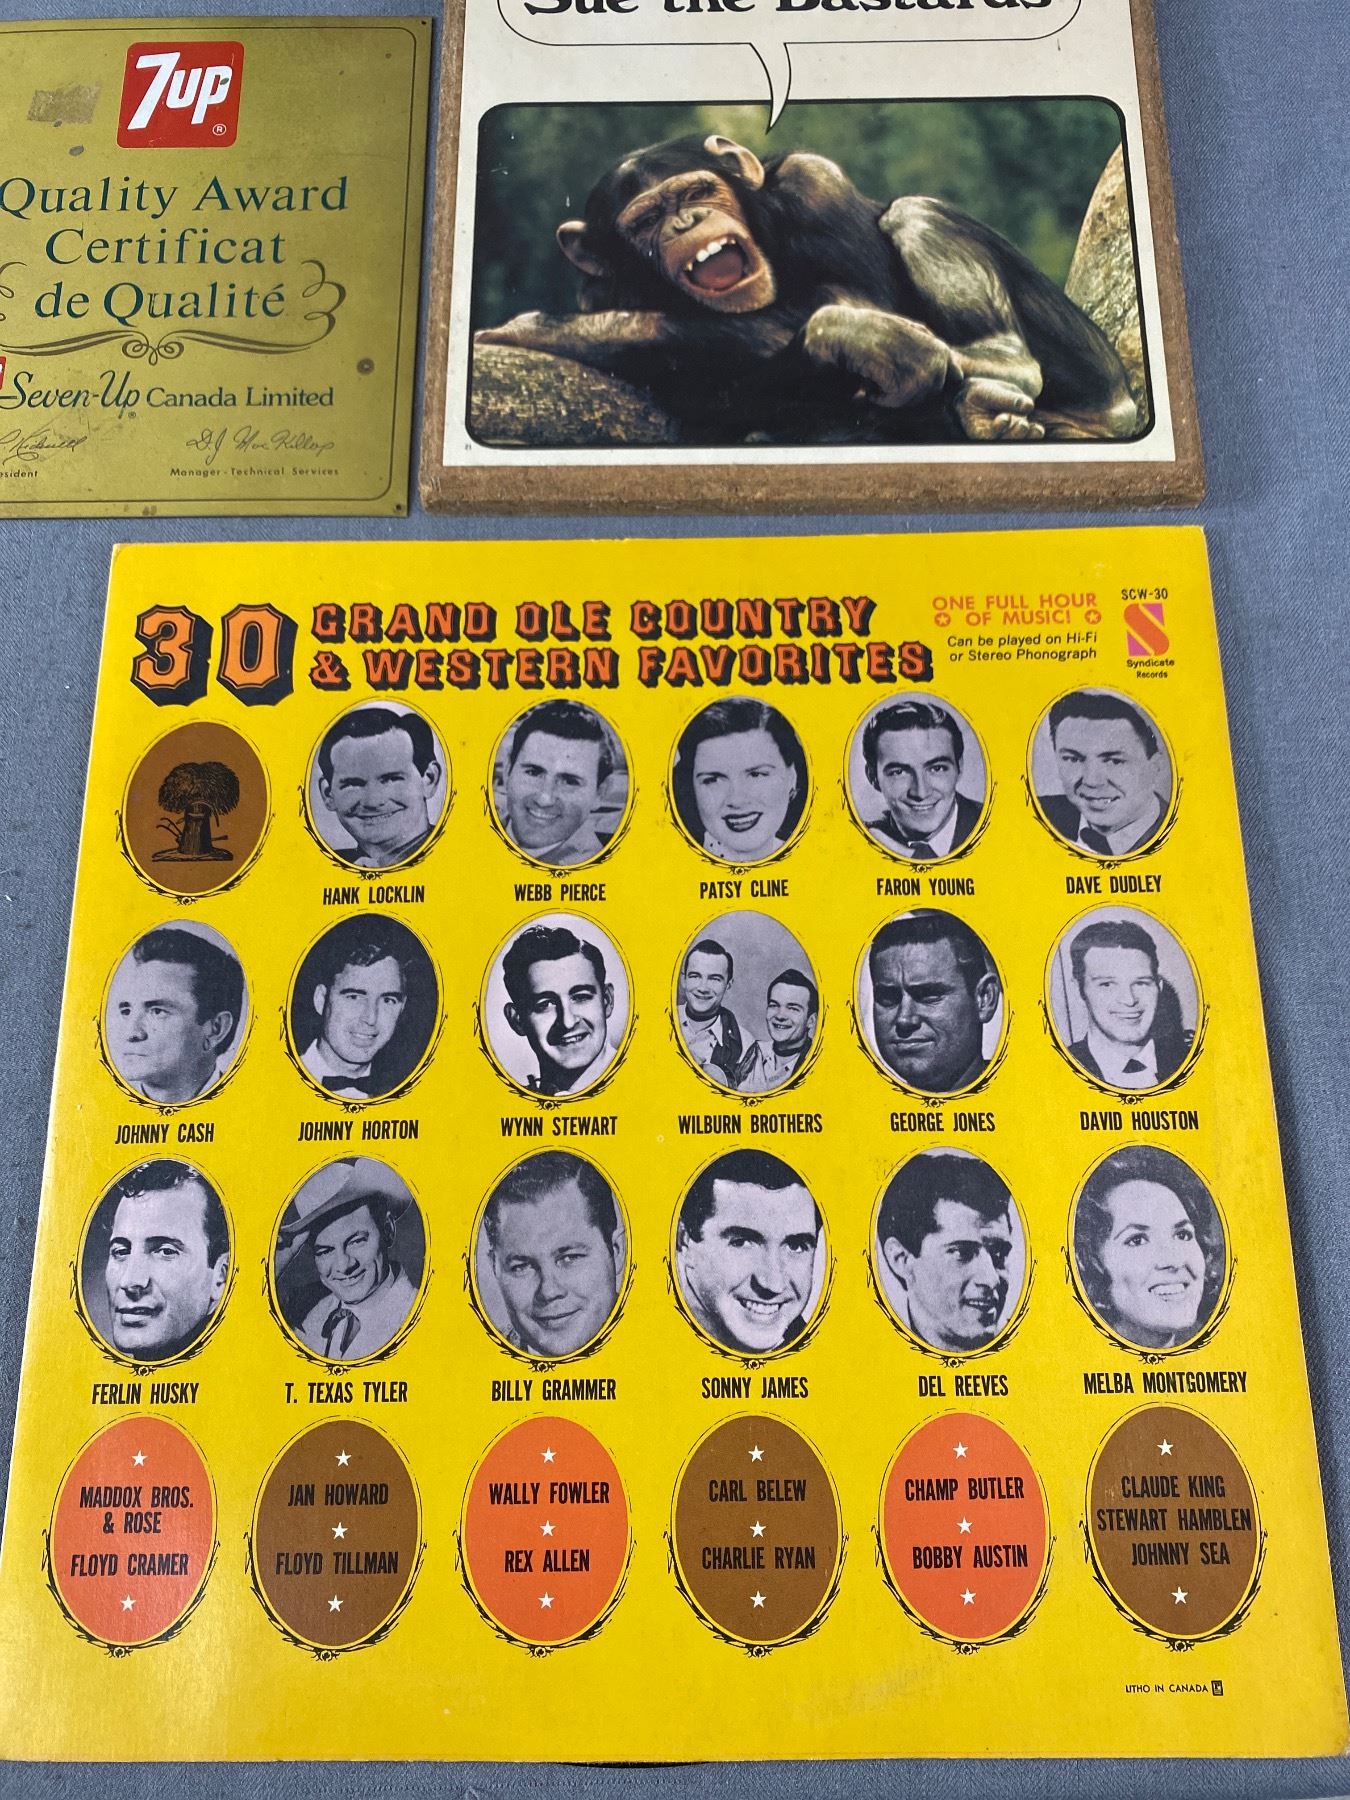 7up ®
Quality Award
Certificat
de Qualité
Seven-Up Canada Limited
Manager-Technical Services
Sue the Bastards
21
30 GRAND OLE COUNTRY
& WESTERN FAVORITES
ONE FULL HOUR
OF MUSIC!
Can be played on Hi-Fi
or Stereo Phonograph
SCW-30
S
Syndicate
Records
HANK LOCKLIN
WEBB PIERCE
PATSY CLINE
FARON YOUNG
DAVE DUDLEY
JOHNNY CASH
JOHNNY HORTON
WYNN STEWART
WILBURN BROTHERS
GEORGE JONES
DAVID HOUSTON
FERLIN HUSKY
T. TEXAS TYLER
BILLY GRAMMER
SONNY JAMES
DEL REEVES
MELBA MONTGOMERY
MADDOX BROS.
& ROSE
FLOYD CRAMER
JAN HOWARD
FLOYD TILLMAN
WALLY FOWLER
REX ALLEN
CARL BELEW
CHARLIE RYAN
CHAMP BUTLER
BOBBY AUSTIN
CLAUDE KING
STEWART HAMBLEN
JOHNNY SEA
LITHO IN CANADA